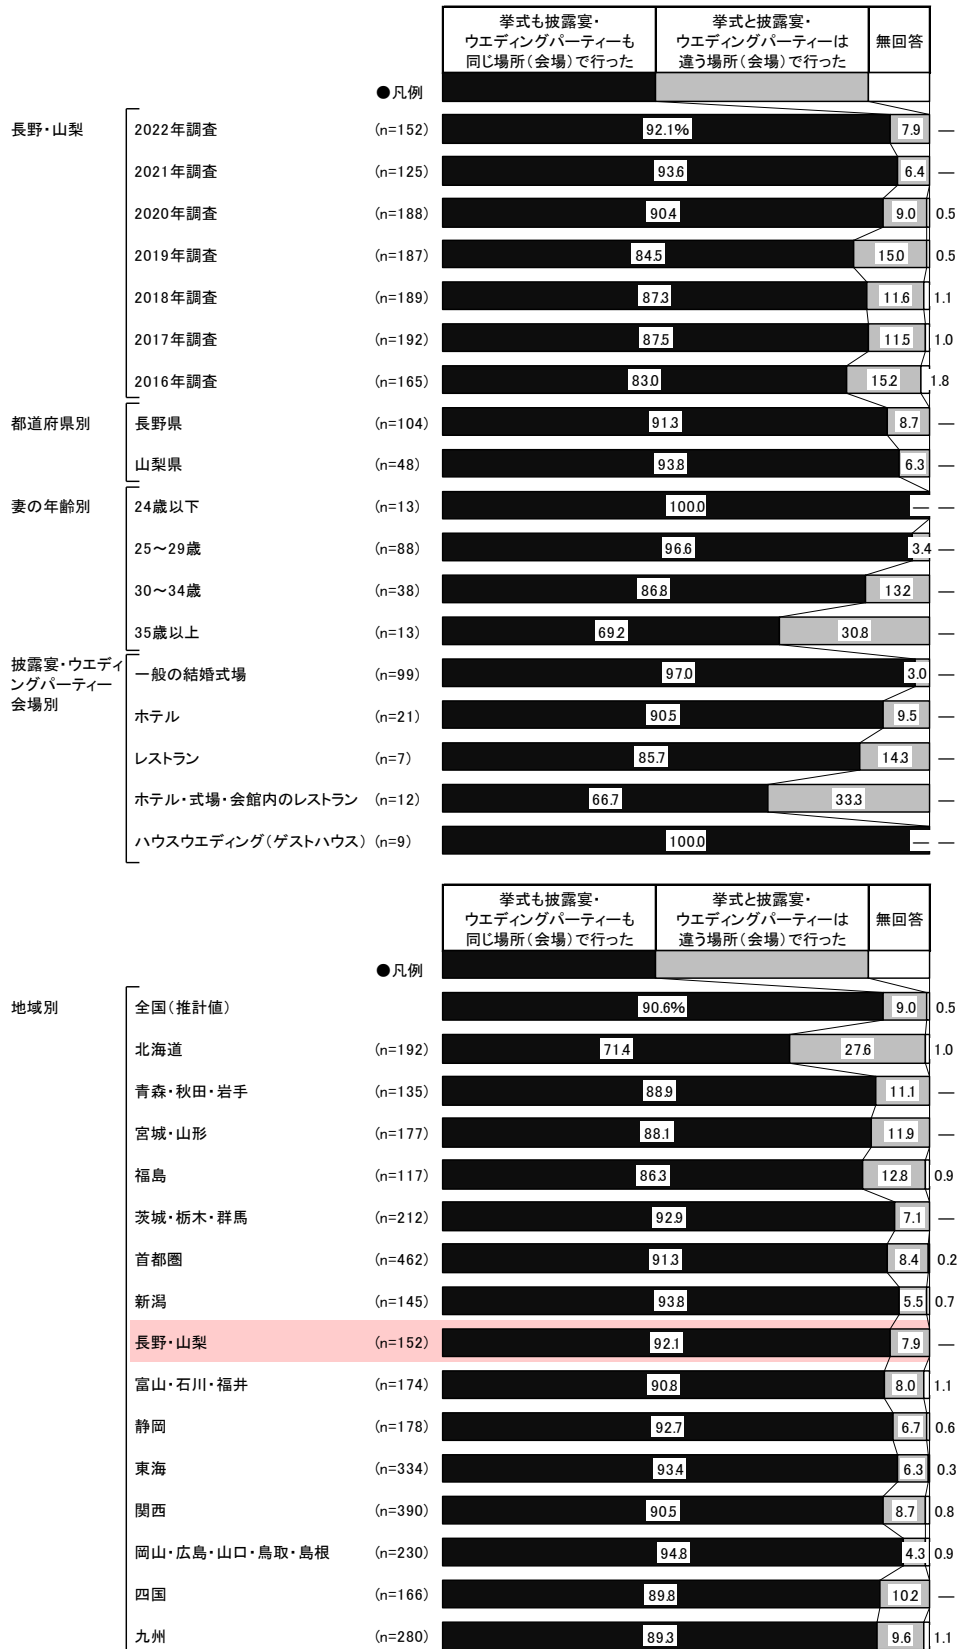 挙式も披露宴・
ウエディングパーティーも
同じ場所(会場)で行った
挙式と披露宴・
ウエディングパーティーは
違う場所(会場)で行った
無回答
●凡例
長野・山梨 2022年調査 (n=152) 92.1% 7.9 —
2021年調査 (n=125) 93.6 6.4 —
2020年調査 (n=188) 90.4 9.0 0.5
2019年調査 (n=187) 84.5 15.0 0.5
2018年調査 (n=189) 87.3 11.6 1.1
2017年調査 (n=192) 87.5 11.5 1.0
2016年調査 (n=165) 83.0 15.2 1.8
都道府県別 長野県 (n=104) 91.3 8.7 —
山梨県 (n=48) 93.8 6.3 —
妻の年齢別 24歳以下 (n=13) 100.0 — —
25〜29歳 (n=88) 96.6 3.4 —
30〜34歳 (n=38) 86.8 13.2 —
35歳以上 (n=13) 69.2 30.8 —
披露宴・ウエディ
ングパーティー
会場別
一般の結婚式場 (n=99) 97.0 3.0 —
ホテル (n=21) 90.5 9.5 —
レストラン (n=7) 85.7 14.3 —
ホテル・式場・会館内のレストラン (n=12) 66.7 33.3 —
ハウスウエディング(ゲストハウス) (n=9) 100.0 — —
挙式も披露宴・
ウエディングパーティーも
同じ場所(会場)で行った
挙式と披露宴・
ウエディングパーティーは
違う場所(会場)で行った
無回答
●凡例
地域別 全国(推計値) 90.6% 9.0 0.5
北海道 (n=192) 71.4 27.6 1.0
青森・秋田・岩手 (n=135) 88.9 11.1 —
宮城・山形 (n=177) 88.1 11.9 —
福島 (n=117) 86.3 12.8 0.9
茨城・栃木・群馬 (n=212) 92.9 7.1 —
首都圏 (n=462) 91.3 8.4 0.2
新潟 (n=145) 93.8 5.5 0.7
長野・山梨 (n=152) 92.1 7.9 —
富山・石川・福井 (n=174) 90.8 8.0 1.1
静岡 (n=178) 92.7 6.7 0.6
東海 (n=334) 93.4 6.3 0.3
関西 (n=390) 90.5 8.7 0.8
岡山・広島・山口・鳥取・島根 (n=230) 94.8 4.3 0.9
四国 (n=166) 89.8 10.2 —
九州 (n=280) 89.3 9.6 1.1